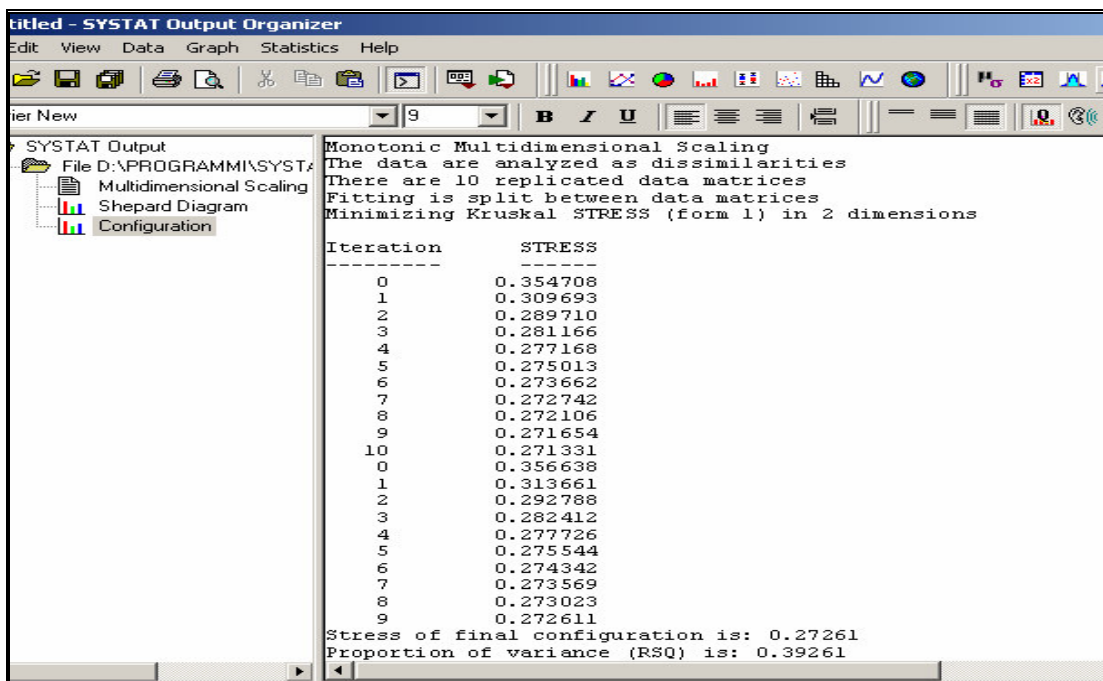 titled - SYSTAT Output Organizer
Edit View Data Graph Statistics Help
ier New 9 B I U
SYSTAT Output
File D:\PROGRAMMI\SYSTA
Multidimensional Scaling
Shepard Diagram
Configuration
Monotonic Multidimensional Scaling
The data are analyzed as dissimilarities
There are 10 replicated data matrices
Fitting is split between data matrices
Minimizing Kruskal STRESS (form 1) in 2 dimensions
Iteration STRESS
--------- ------
0 0.354708
1 0.309693
2 0.289710
3 0.281166
4 0.277168
5 0.275013
6 0.273662
7 0.272742
8 0.272106
9 0.271654
10 0.271331
0 0.356638
1 0.313661
2 0.292788
3 0.282412
4 0.277726
5 0.275544
6 0.274342
7 0.273569
8 0.273023
9 0.272611
Stress of final configuration is: 0.27261
Proportion of variance (RSQ) is: 0.39261